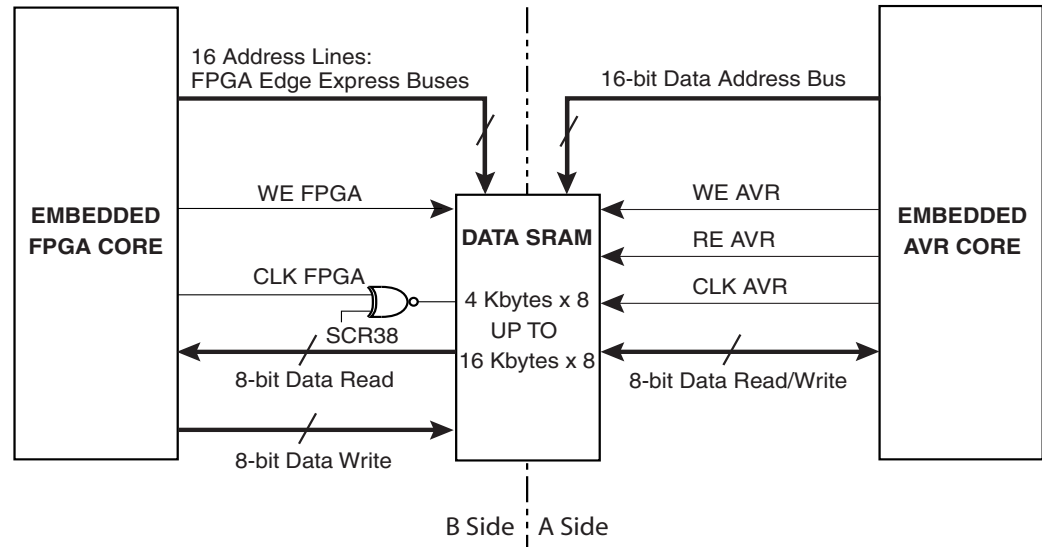 16 Address Lines:
FPGA Edge Express Buses
16-bit Data Address Bus
EMBEDDED
FPGA CORE
WE FPGA
CLK FPGA
SCR38
8-bit Data Read
8-bit Data Write
DATA SRAM
4 Kbytes x 8
UP TO
16 Kbytes x 8
WE AVR
RE AVR
CLK AVR
8-bit Data Read/Write
EMBEDDED
AVR CORE
B Side
A Side